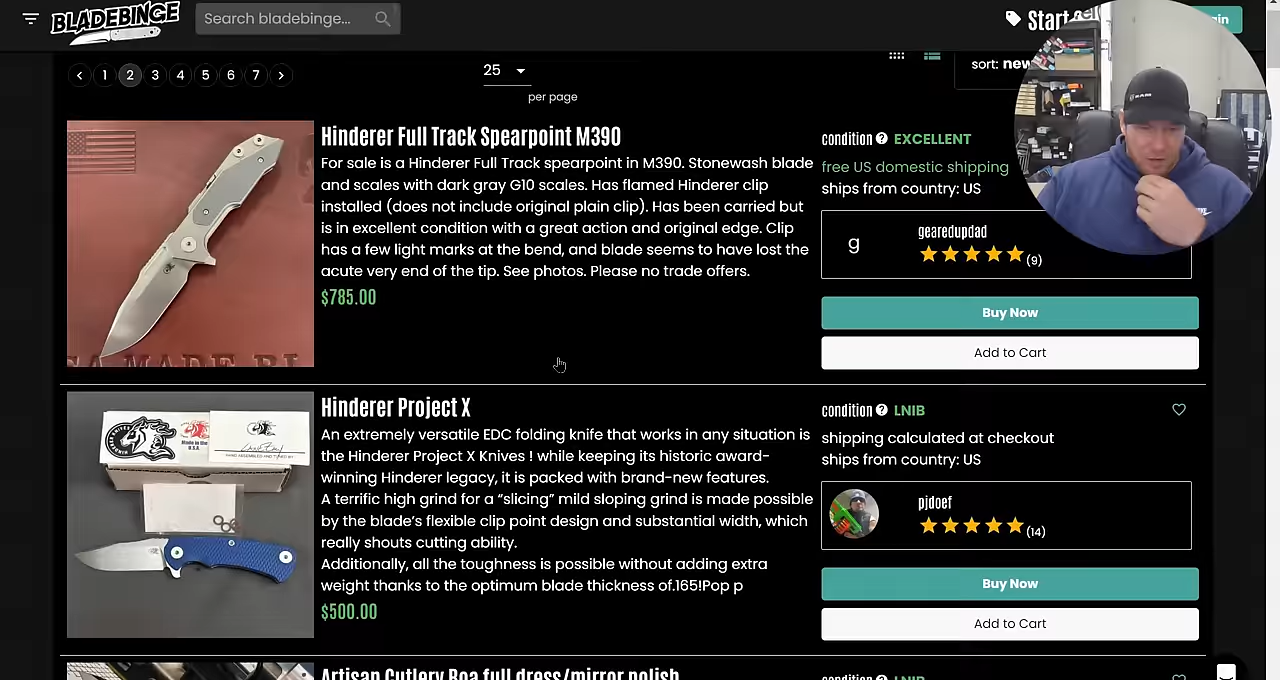 BLADEBINGE
Search bladebinge...
Start
1 2 3 4 5 6 7
25
per page
sort: new
Hinderer Full Track Spearpoint M390
For sale is a Hinderer Full Track spearpoint in M390. Stonewash blade
and scales with dark gray G10 scales. Has flamed Hinderer clip
installed (does not include original plain clip). Has been carried but
is in excellent condition with a great action and original edge. Clip
has a few light marks at the bend, and blade seems to have lost the
acute very end of the tip. See photos. Please no trade offers.
$785.00
condition EXCELLENT
free US domestic shipping
ships from country: US
g
gearedupdad
(9)
Buy Now
Add to Cart
Hinderer Project X
An extremely versatile EDC folding knife that works in any situation is
the Hinderer Project X Knives ! while keeping its historic award-
winning Hinderer legacy, it is packed with brand-new features.
A terrific high grind for a “slicing” mild sloping grind is made possible
by the blade’s flexible clip point design and substantial width, which
really shouts cutting ability.
Additionally, all the toughness is possible without adding extra
weight thanks to the optimum blade thickness of.165!Pop p
$500.00
condition LNIB
shipping calculated at checkout
ships from country: US
pjdoef
(14)
Buy Now
Add to Cart
Artisan Cutlery Boa full dress/mirror polish
condition LNIB